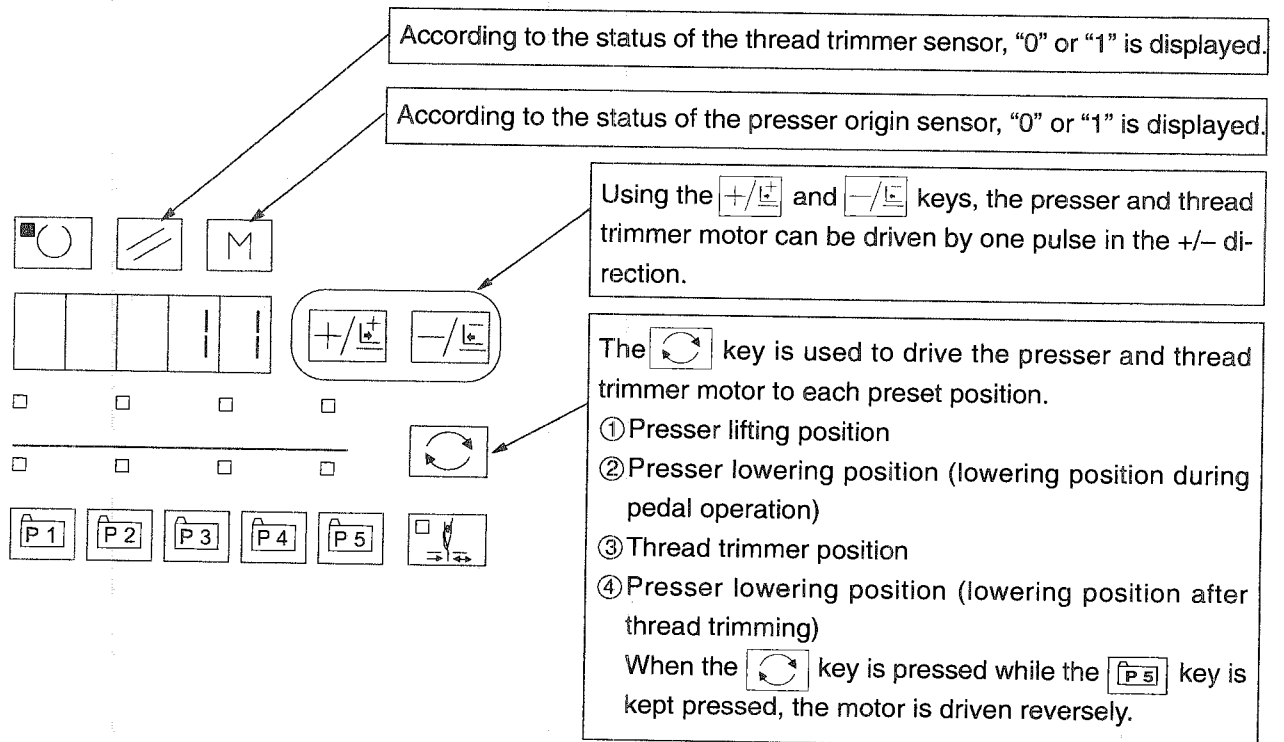 According to the status of the thread trimmer sensor, “0” or “1” is displayed.
According to the status of the presser origin sensor, “0” or “1” is displayed.
Using the +/ and −/ keys, the presser and thread
trimmer motor can be driven by one pulse in the +/– di-
rection.
M
11
+/ −/
The key is used to drive the presser and thread
trimmer motor to each preset position.
①Presser lifting position
②Presser lowering position (lowering position during
pedal operation)
③Thread trimmer position
④Presser lowering position (lowering position after
thread trimming)
When the key is pressed while the P5 key is
kept pressed, the motor is driven reversely.
P1 P2 P3 P4 P5